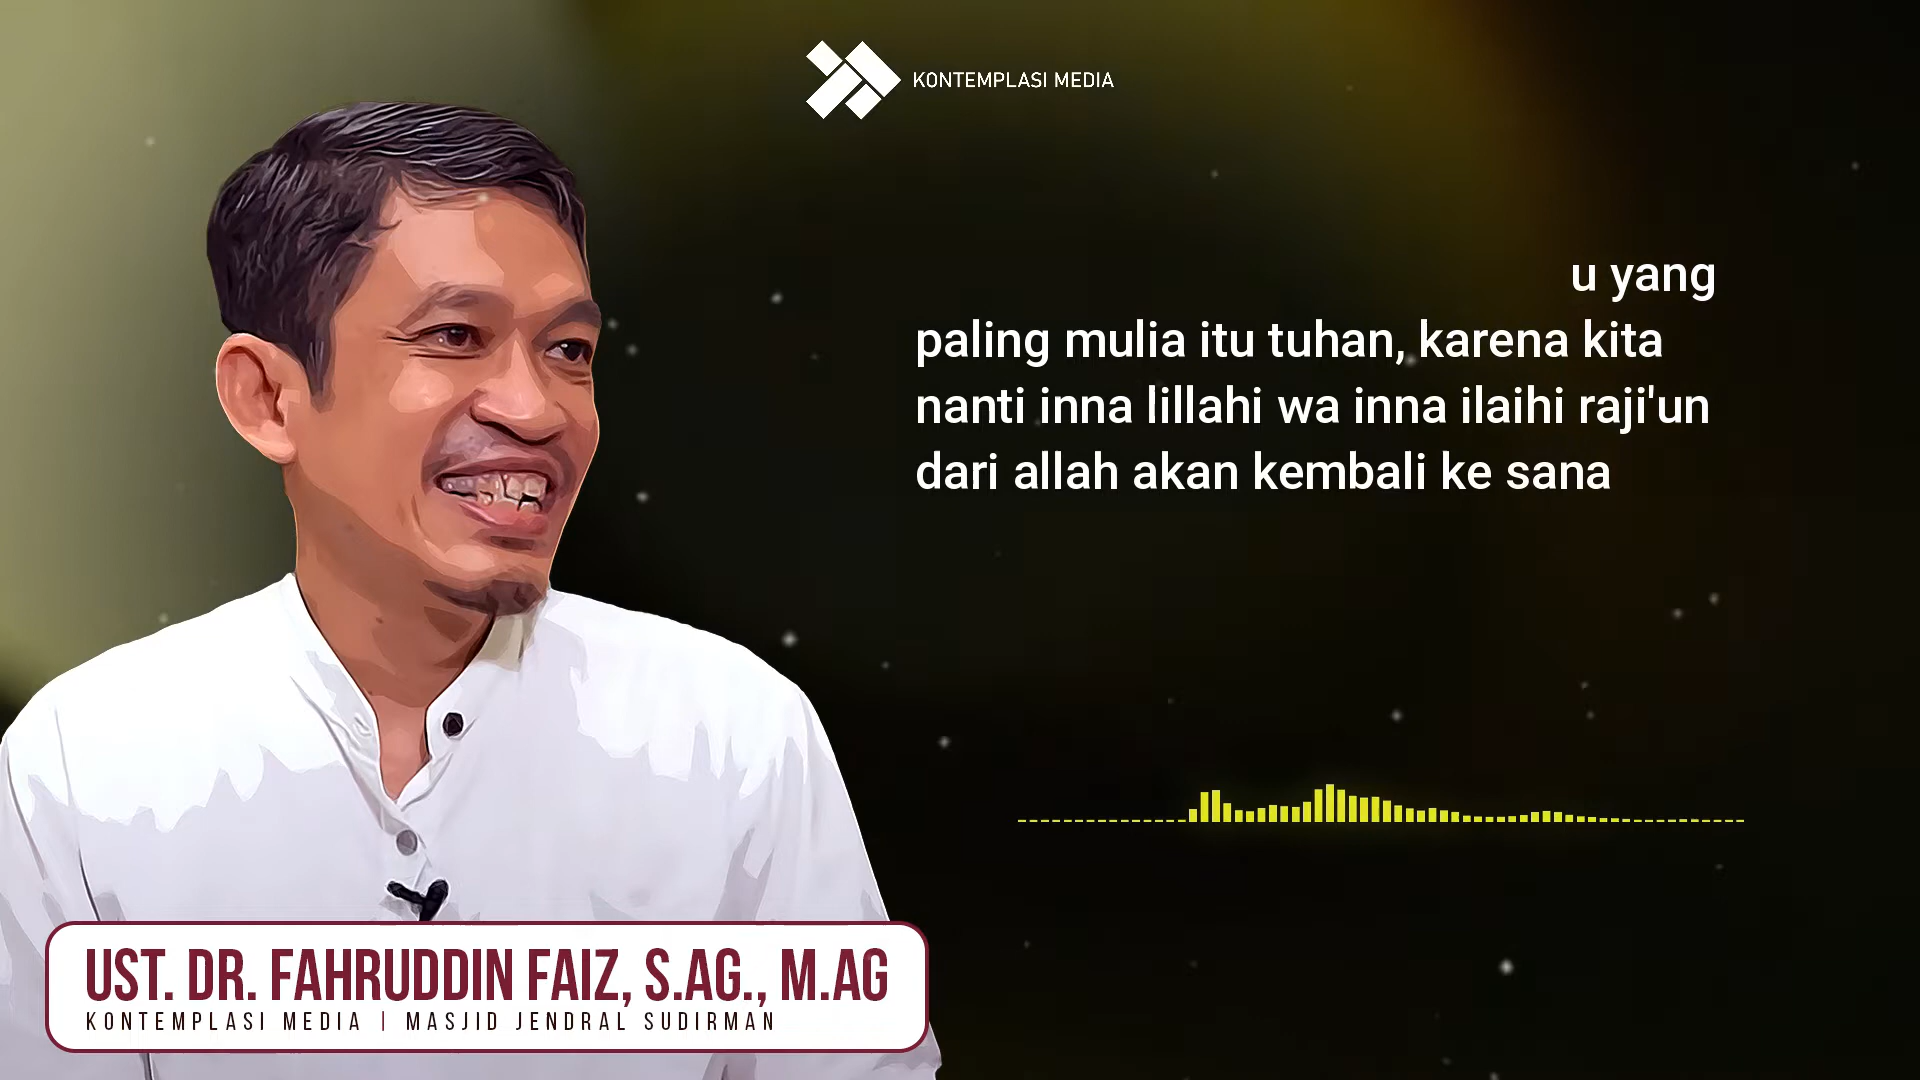 KONTEMPLASI MEDIA
u yang
paling mulia itu tuhan, karena kita
nanti inna lillahi wa inna ilaihi raji'un
dari allah akan kembali ke sana
UST. DR. FAHRUDDIN FAIZ, S.AG., M.AG
KONTEMPLASI MEDIA | MASJID JENDRAL SUDIRMAN